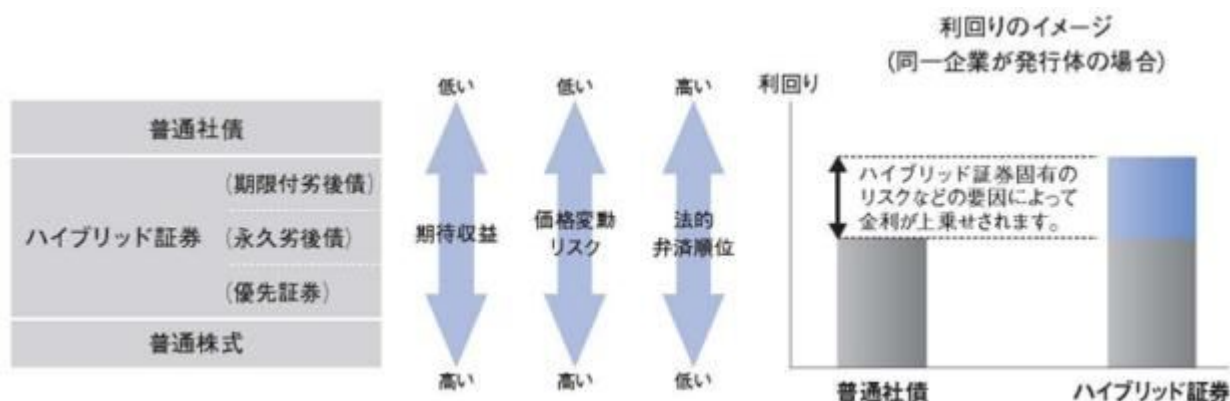 普通社債
ハイブリッド証券
(期限付劣後債)
(永久劣後債)
(優先証券)
普通株式
低い
期待収益
高い
低い
価格変動
リスク
高い
高い
法的
弁済順位
低い
利回りのイメージ
(同一企業が発行体の場合)
利回り
ハイブリッド証券固有の
リスクなどの要因によって
金利が上乗せされます。
普通社債
ハイブリッド証券